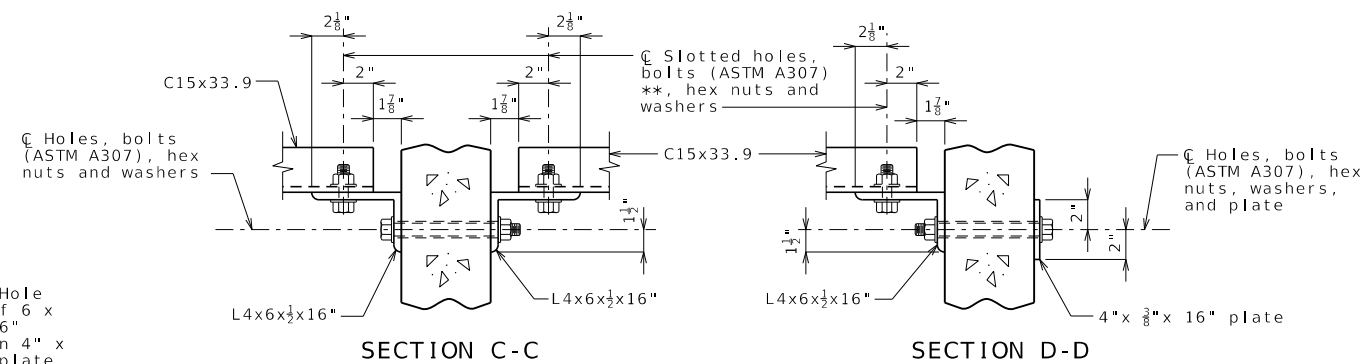 2⅛"
2⅛"
2⅛"
℄ Slotted holes,
bolts (ASTM A307)
**, hex nuts and
washers
C15x33.9
2"
2"
2"
1⅞"
1⅞"
1⅞"
℄ Holes, bolts
(ASTM A307), hex
nuts and washers
C15x33.9
℄ Holes, bolts
(ASTM A307), hex
nuts, washers,
and plate
1½"
1½"
2"
2"
Hole
f 6 x
6"
n 4" x
plate
L4x6x½x16"
L4x6x½x16"
L4x6x½x16"
4"x ⅜"x 16" plate
SECTION C-C
SECTION D-D